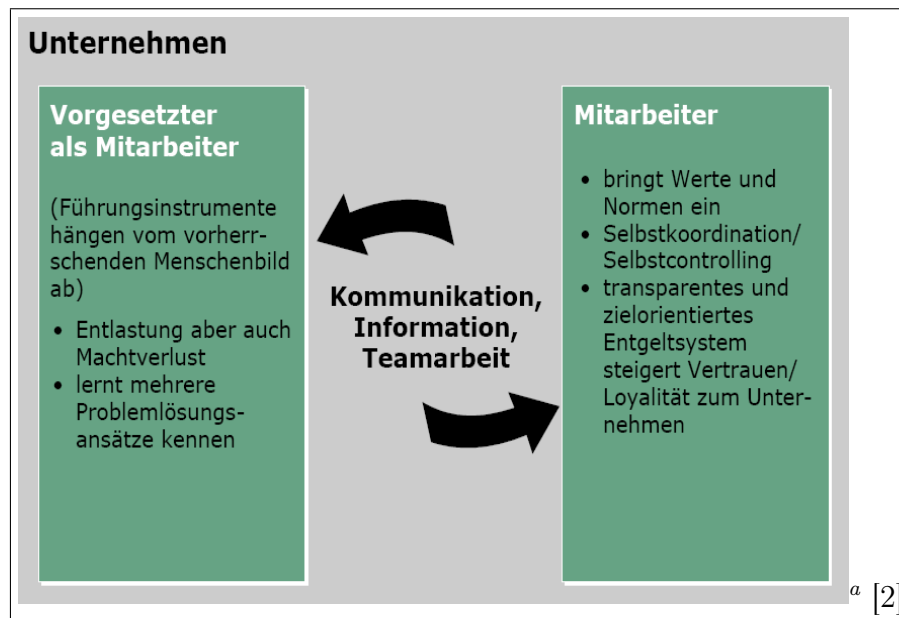 Unternehmen
Vorgesetzter
als Mitarbeiter
(Führungsinstrumente
hängen vom vorherr-
schenden Menschenbild
ab)
• Entlastung aber auch
Machtverlust
• lernt mehrere
Problemlösungs-
ansätze kennen
Kommunikation,
Information,
Teamarbeit
Mitarbeiter
• bringt Werte und
Normen ein
• Selbstkoordination/
Selbstcontrolling
• transparentes und
zielorientiertes
Entgeltsystem
steigert Vertrauen/
Loyalität zum Unter-
nehmen
a [2]